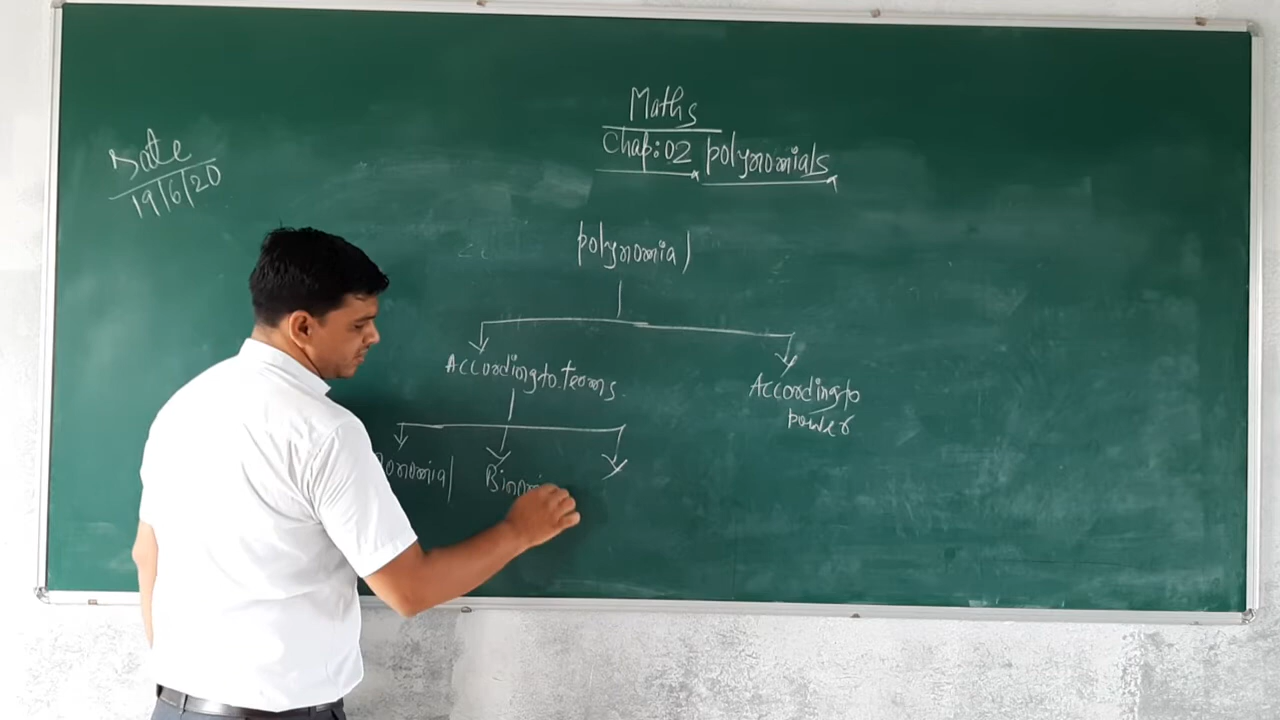 Maths
Chap:02 polynomials
Date
19/6/20
polynomial
According to terms.
According to
power